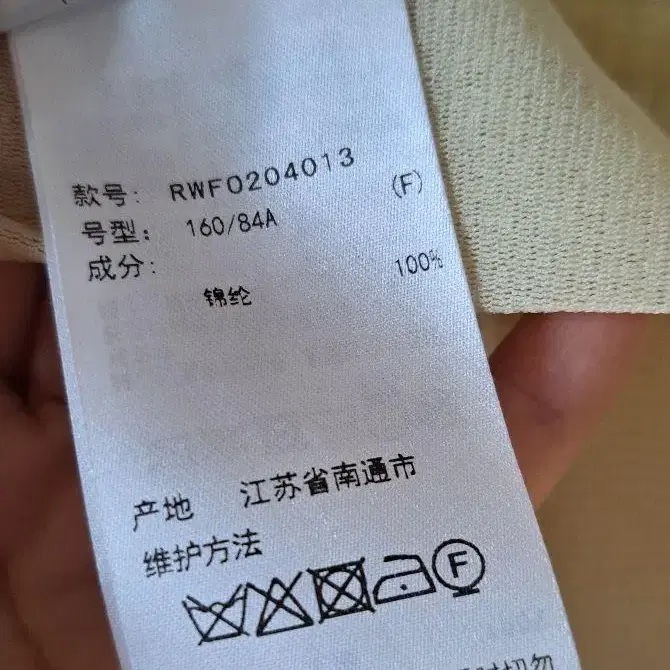 款号: RWF0204013
(F)
号型: 160/84A
成分: 100%
锦纶
产地 江苏省南通市
维护方法
F